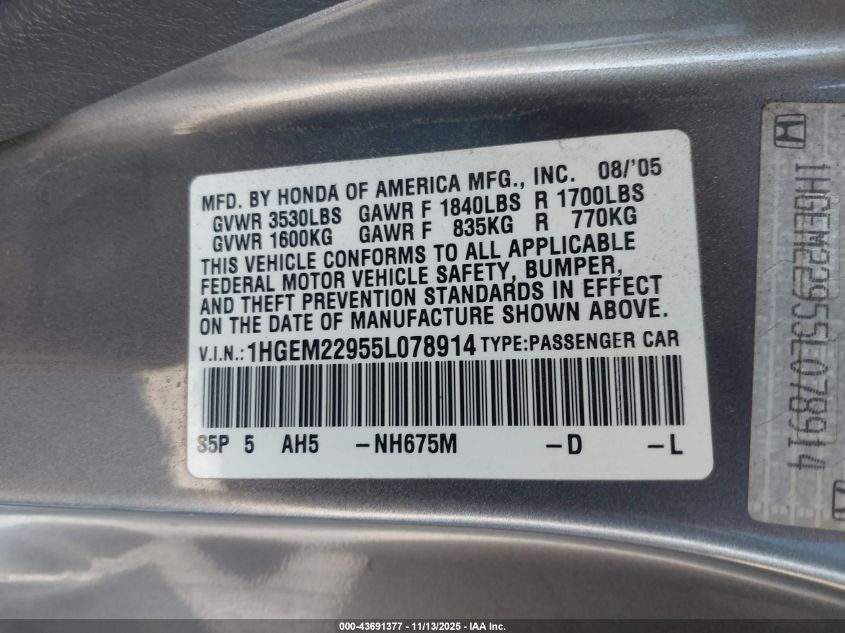 MFD. BY HONDA OF AMERICA MFG., INC. 08/'05
GVWR 3530LBS GAWR F 1840LBS R 1700LBS
GVWR 1600KG GAWR F 835KG R 770KG
THIS VEHICLE CONFORMS TO ALL APPLICABLE
FEDERAL MOTOR VEHICLE SAFETY, BUMPER,
AND THEFT PREVENTION STANDARDS IN EFFECT
ON THE DATE OF MANUFACTURE SHOWN ABOVE.
V.I.N.:1HGEM22955L078914 TYPE:PASSENGER CAR
S5P 5 AH5 -NH675M -D -L
1HGEM22955L078914
000-43691377 - 11/13/2025 - IAA Inc.